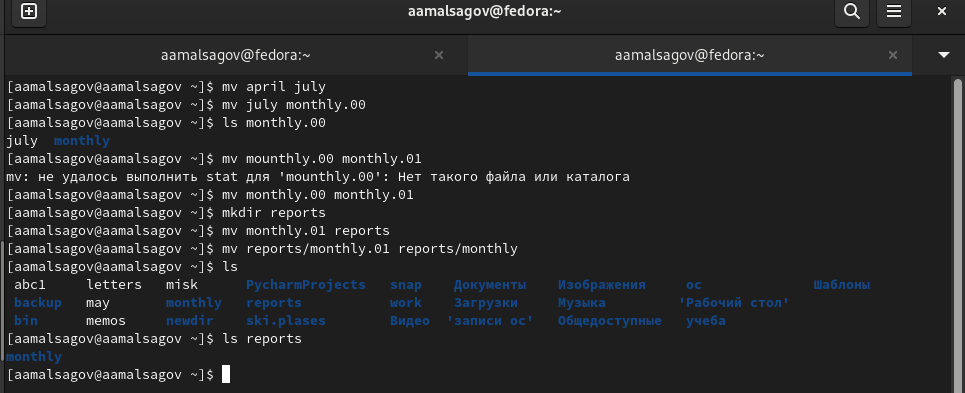 aamalsagov@fedora:~
aamalsagov@fedora:~ aamalsagov@fedora:~
[aamalsagov@aamalsagov ~]$ mv april july
[aamalsagov@aamalsagov ~]$ mv july monthly.00
[aamalsagov@aamalsagov ~]$ ls monthly.00
july monthly
[aamalsagov@aamalsagov ~]$ mv mounthly.00 monthly.01
mv: не удалось выполнить stat для 'mounthly.00': Нет такого файла или каталога
[aamalsagov@aamalsagov ~]$ mv monthly.00 monthly.01
[aamalsagov@aamalsagov ~]$ mkdir reports
[aamalsagov@aamalsagov ~]$ mv monthly.01 reports
[aamalsagov@aamalsagov ~]$ mv reports/monthly.01 reports/monthly
[aamalsagov@aamalsagov ~]$ ls
abc1 letters misk PycharmProjects snap Документы Изображения ос Шаблоны
backup may monthly reports work Загрузки Музыка 'Рабочий стол'
bin memos newdir ski.plases Видео 'записи ос' Общедоступные учеба
[aamalsagov@aamalsagov ~]$ ls reports
monthly
[aamalsagov@aamalsagov ~]$